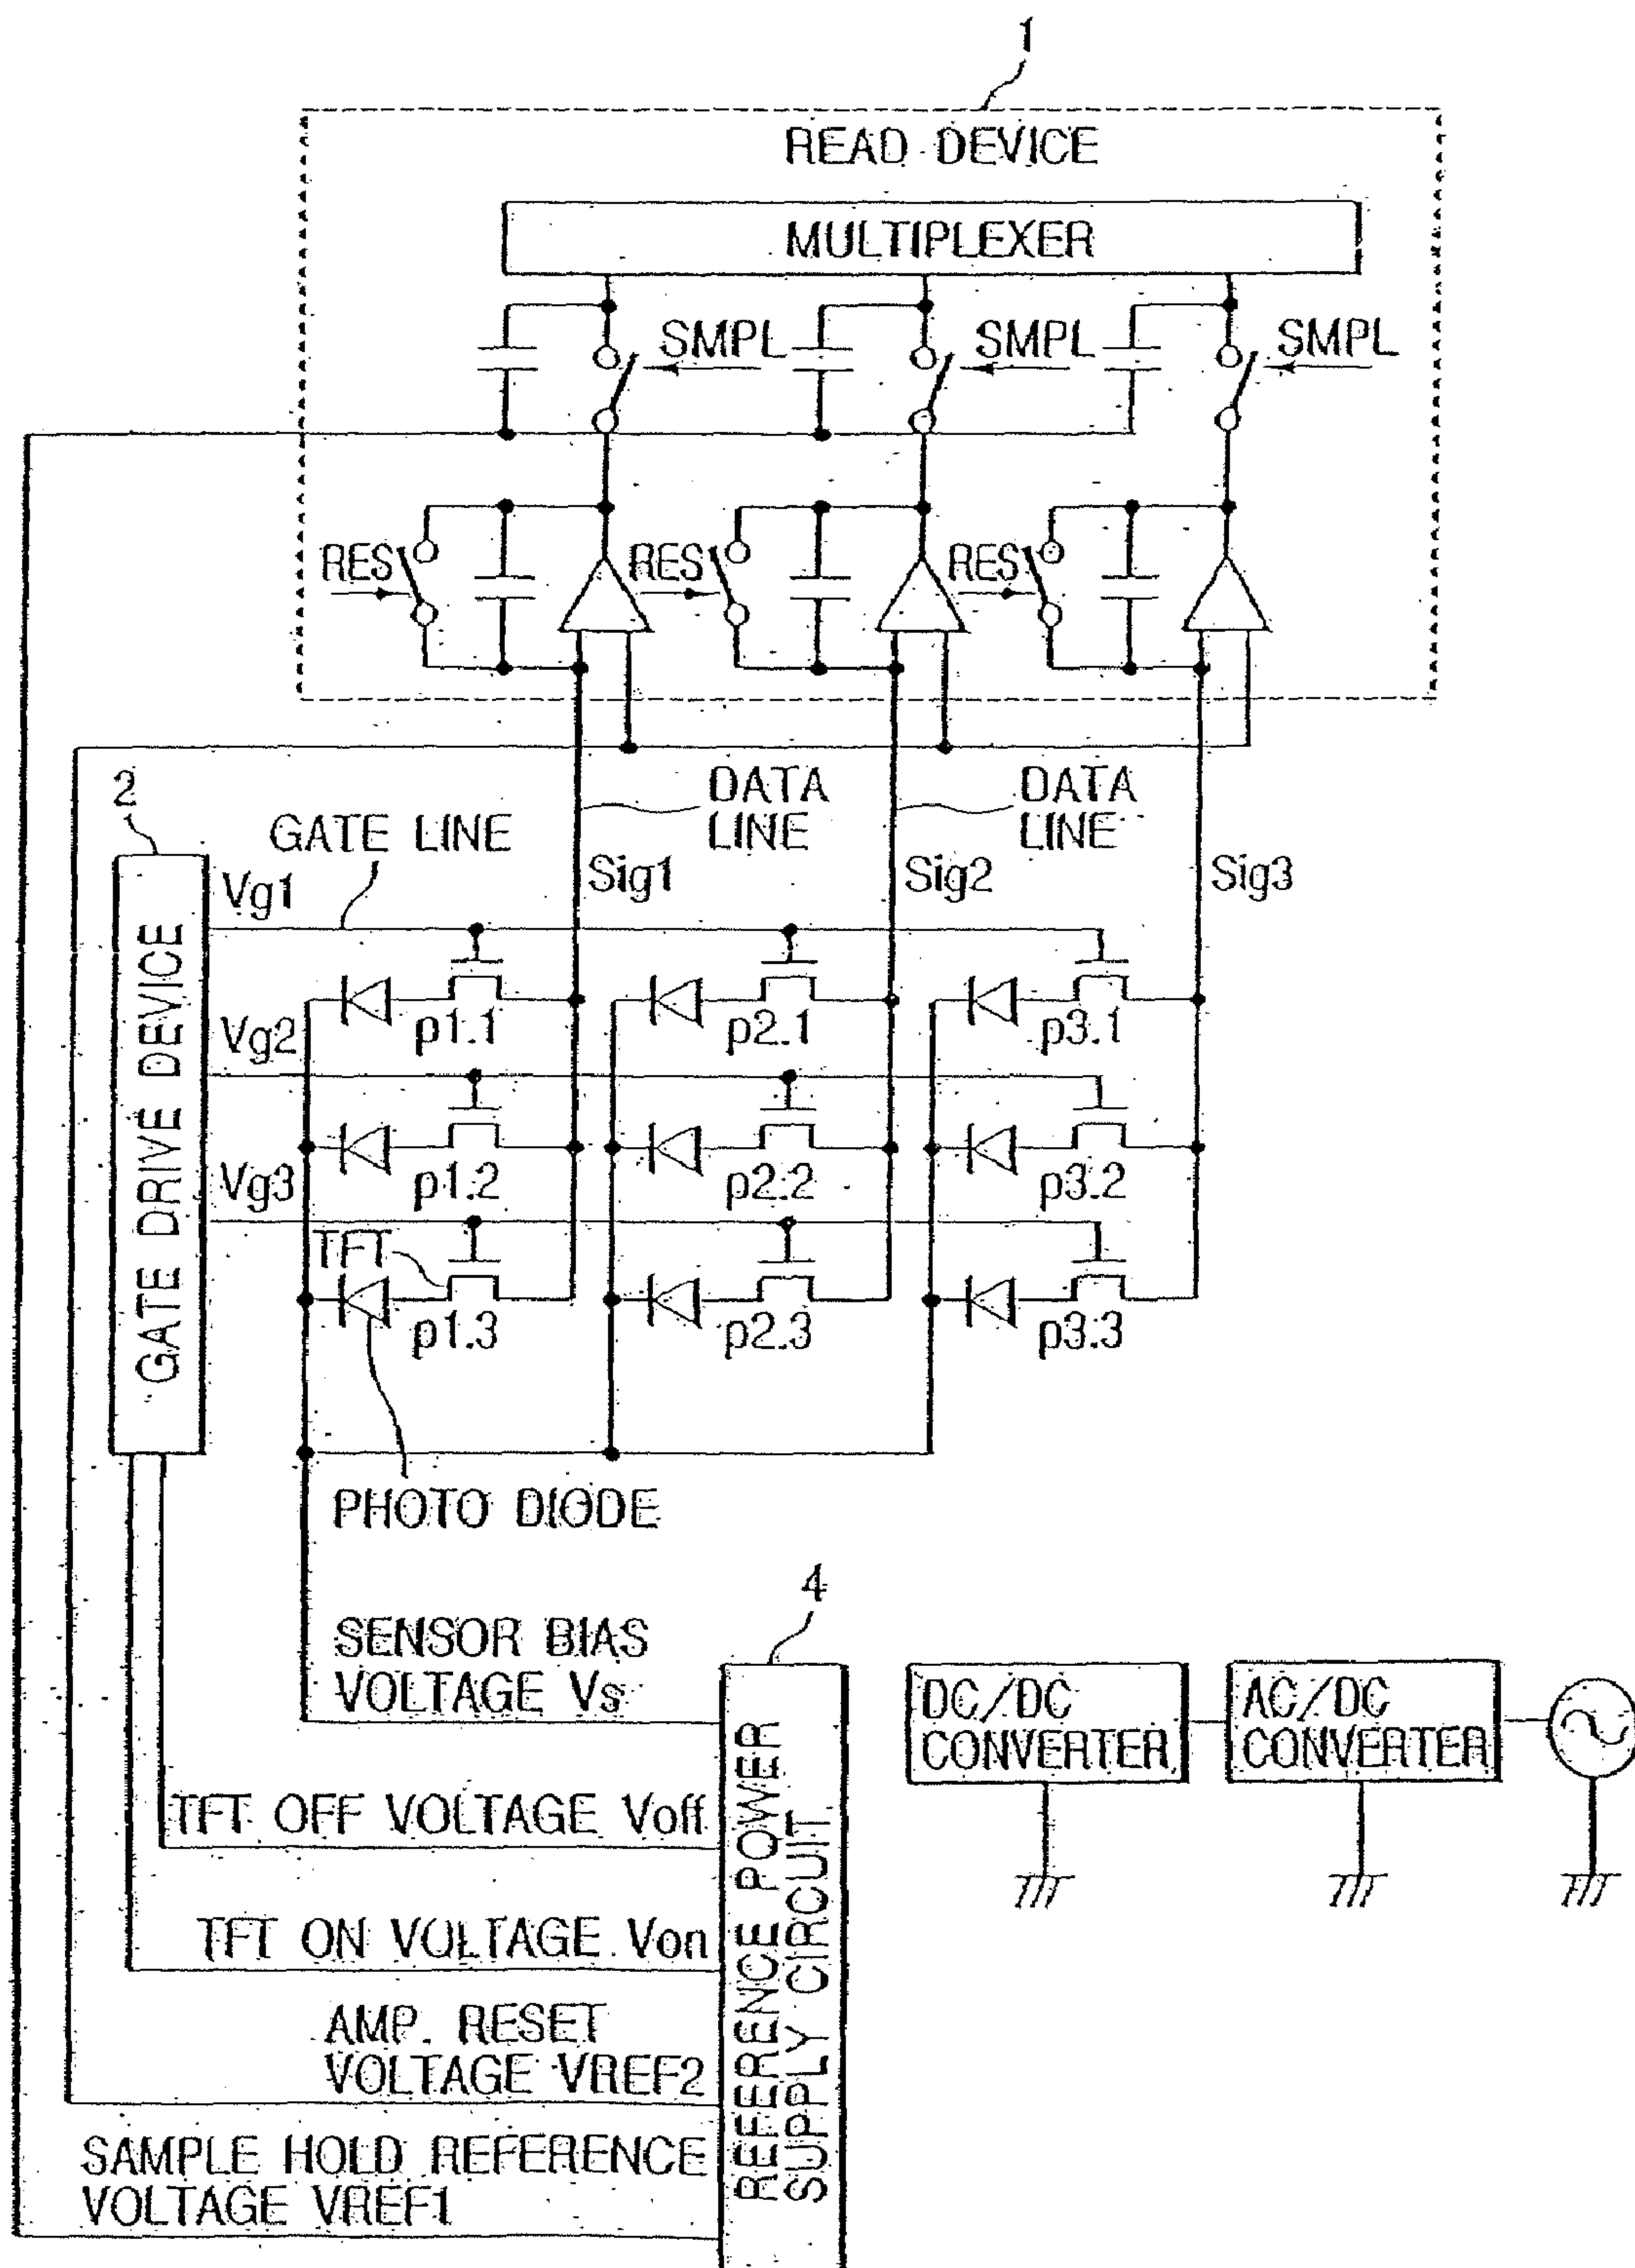 1
READ DEVICE
MULTIPLEXER
SMPL
SMPL
SMPL
RES
RES
RES
2
GATE LINE
DATA
LINE
DATA
LINE
Vg1
Sig1
Sig2
Sig3
GATE DRIVE DEVICE
p1.1
p2.1
p3.1
Vg2
p1.2
p2.2
p3.2
Vg3
TFT
p1.3
p2.3
p3.3
PHOTO DIODE
4
SENSOR BIAS
VOLTAGE Vs
DC/DC
CONVERTER
AC/DC
CONVERTER
TFT OFF VOLTAGE Voff
TFT ON VOLTAGE Von
AMP. RESET
VOLTAGE VREF2
SAMPLE HOLD REFERENCE
VOLTAGE VREF1
REFERENCE POWER
SUPPLY CIRCUIT